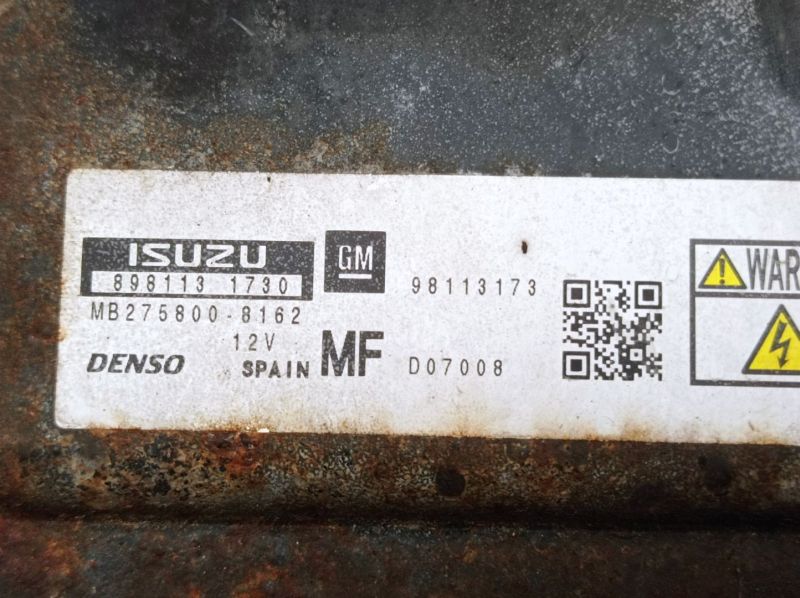 ISUZU
898113 1730
MB275800-8162
12V
DENSO
SPAIN
MF
GM
98113173
D07008
WAR